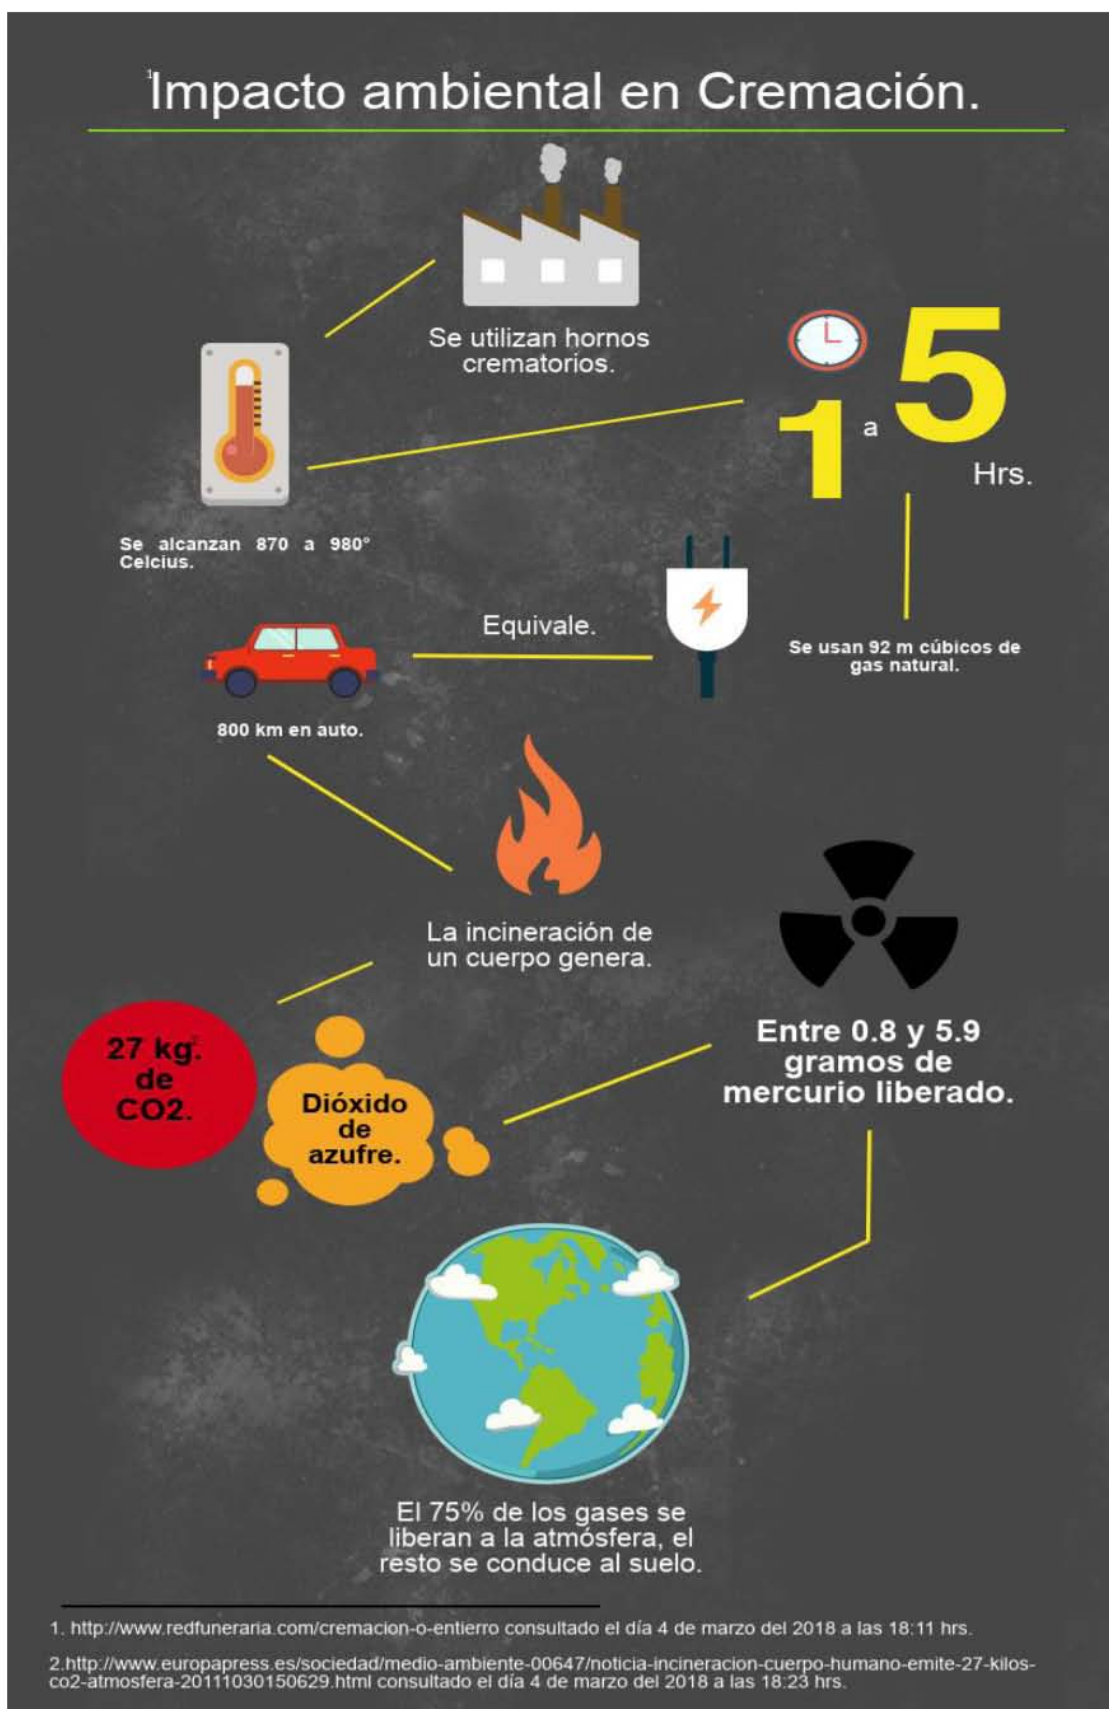 1Impacto ambiental en Cremación.
Se utilizan hornos
crematorios.
1 a 5
Hrs.
Se alcanzan 870 a 980°
Celcius.
Equivale.
Se usan 92 m cúbicos de
gas natural.
800 km en auto.
La incineración de
un cuerpo genera.
27 kg2.
de
CO2.
Dióxido
de
azufre.
Entre 0.8 y 5.9
gramos de
mercurio liberado.
El 75% de los gases se
liberan a la atmósfera, el
resto se conduce al suelo.
1. http://www.redfuneraria.com/cremacion-o-entierro consultado el día 4 de marzo del 2018 a las 18:11 hrs.
2.http://www.europapress.es/sociedad/medio-ambiente-00647/noticia-incineracion-cuerpo-humano-emite-27-kilos-
co2-atmosfera-20111030150629.html consultado el día 4 de marzo del 2018 a las 18:23 hrs.